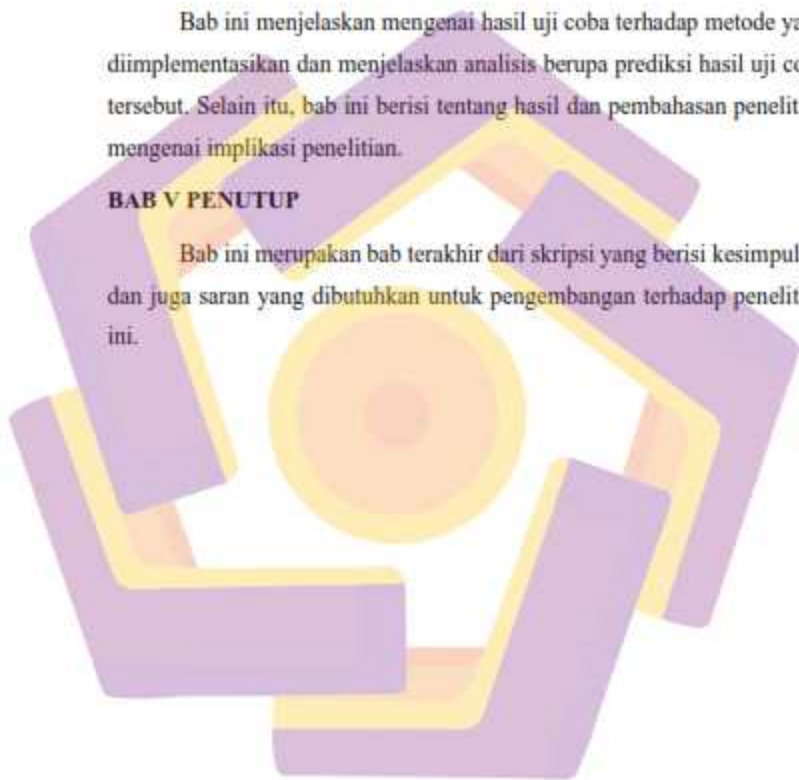 Bab ini menjelaskan mengenai hasil uji coba terhadap metode ya
diimplementasikan dan menjelaskan analisis berupa prediksi hasil uji co
tersebut. Selain itu, bab ini berisi tentang hasil dan pembahasan penelit
mengenai implikasi penelitian.
BAB V PENUTUP
Bab ini merupakan bab terakhir dari skripsi yang berisi kesimpul
dan juga saran yang dibutuhkan untuk pengembangan terhadap penelit
ini.